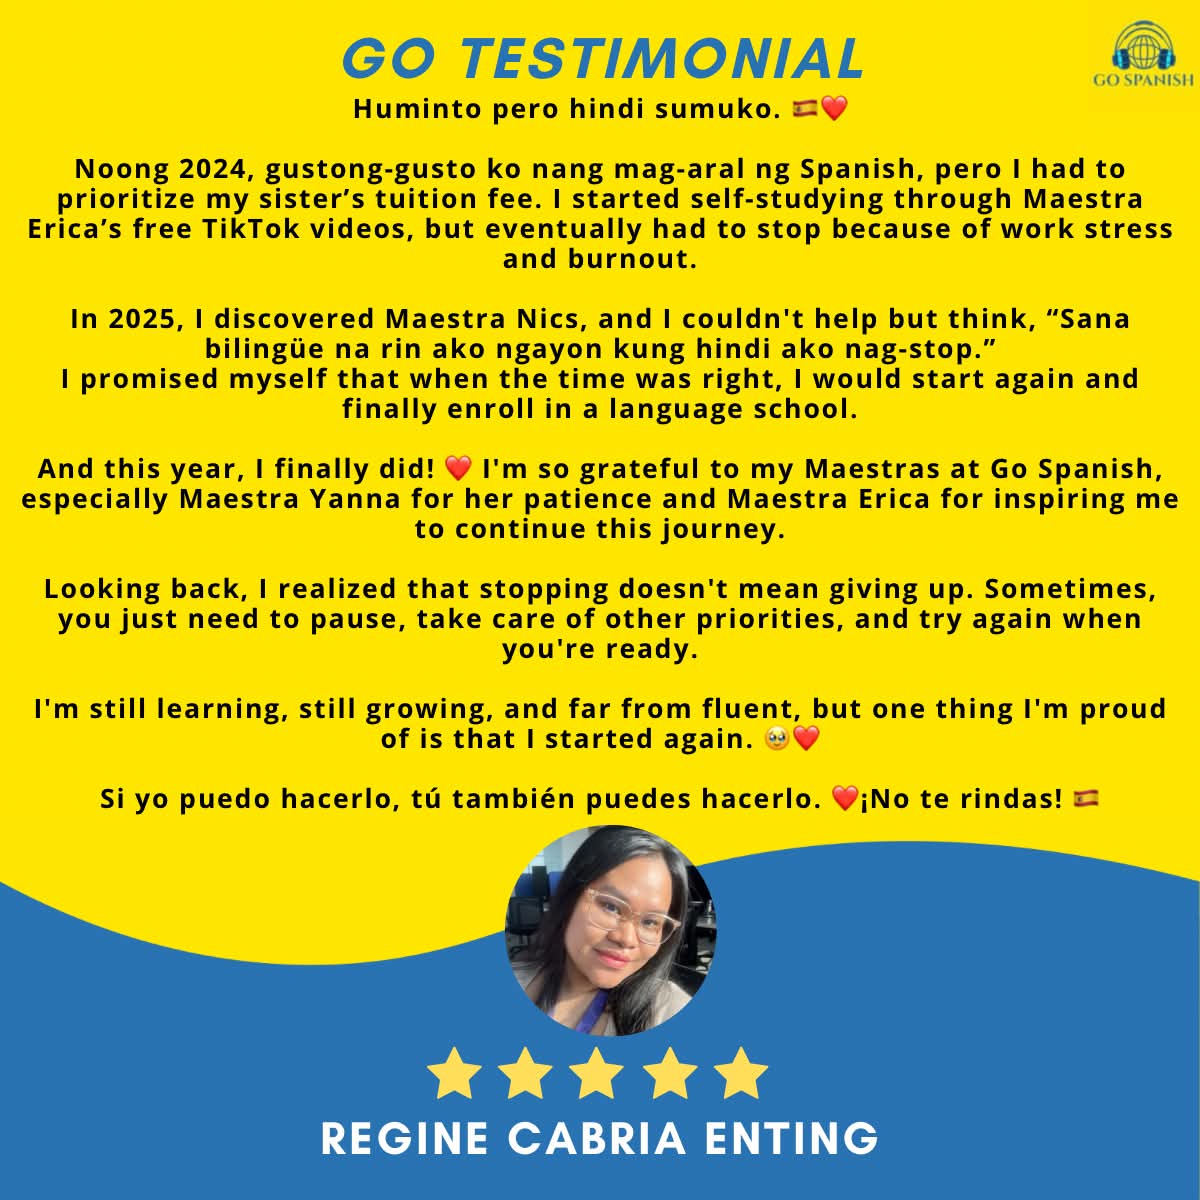 GO TESTIMONIAL
GO SPANISH
Huminto pero hindi sumuko. 🇪🇸❤️
Noong 2024, gustong-gusto ko nang mag-aral ng Spanish, pero I had to
prioritize my sister’s tuition fee. I started self-studying through Maestra
Erica’s free TikTok videos, but eventually had to stop because of work stress
and burnout.
In 2025, I discovered Maestra Nics, and I couldn't help but think, “Sana
bilingüe na rin ako ngayon kung hindi ako nag-stop.”
I promised myself that when the time was right, I would start again and
finally enroll in a language school.
And this year, I finally did! ❤️ I'm so grateful to my Maestras at Go Spanish,
especially Maestra Yanna for her patience and Maestra Erica for inspiring me
to continue this journey.
Looking back, I realized that stopping doesn't mean giving up. Sometimes,
you just need to pause, take care of other priorities, and try again when
you're ready.
I'm still learning, still growing, and far from fluent, but one thing I'm proud
of is that I started again. 🥹❤️
Si yo puedo hacerlo, tú también puedes hacerlo. ❤️¡No te rindas! 🇪🇸
REGINE CABRIA ENTING